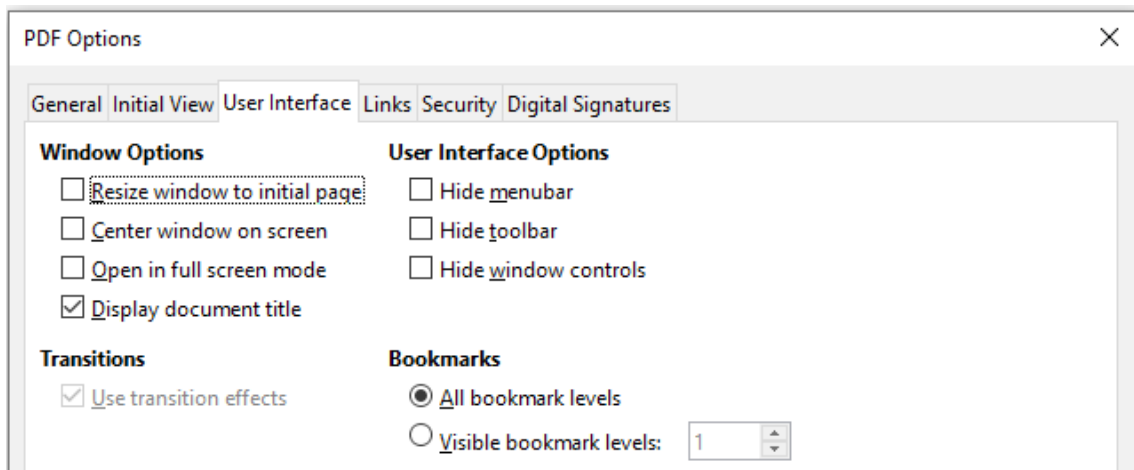 PDF Options
General Initial View User Interface Links Security Digital Signatures
Window Options
Resize window to initial page
Center window on screen
Open in full screen mode
Display document title
User Interface Options
Hide menubar
Hide toolbar
Hide window controls
Transitions
Use transition effects
Bookmarks
All bookmark levels
Visible bookmark levels: 1